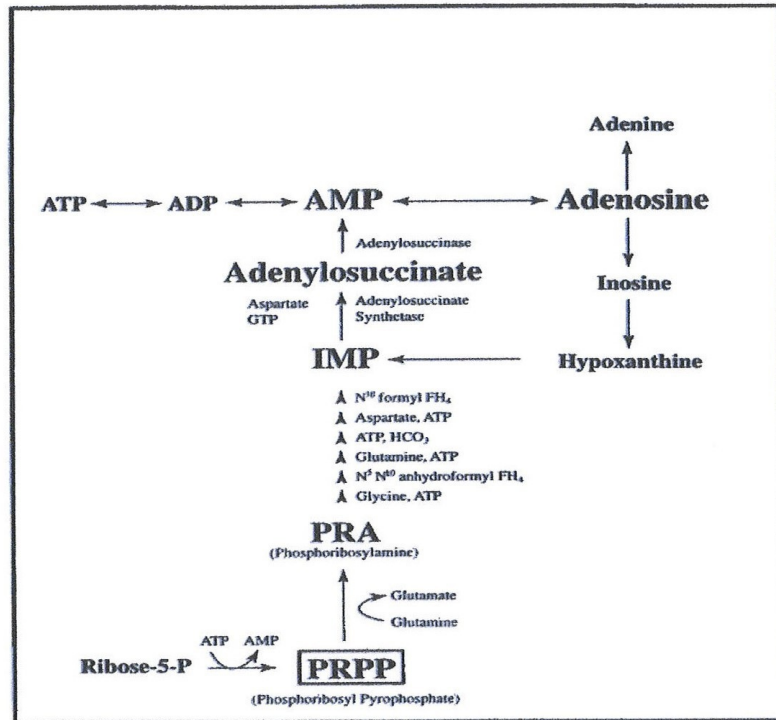 Adenine
ATP ADP AMP Adenosine
Adenylosuccinase
Adenylosuccinate
Inosine
Aspartate Adenylosuccinate
GTP Synthetase
IMP Hypoxanthine
N¹⁰ formyl FH₄
Aspartate, ATP
ATP, HCO₃
Glutamine, ATP
N⁵ N¹⁰ anhydroformyl FH₄
Glycine, ATP
PRA
(Phosphoribosylamine)
Glutamate
Glutamine
ATP AMP
Ribose-5-P PRPP
(Phosphoribosyl Pyrophosphate)